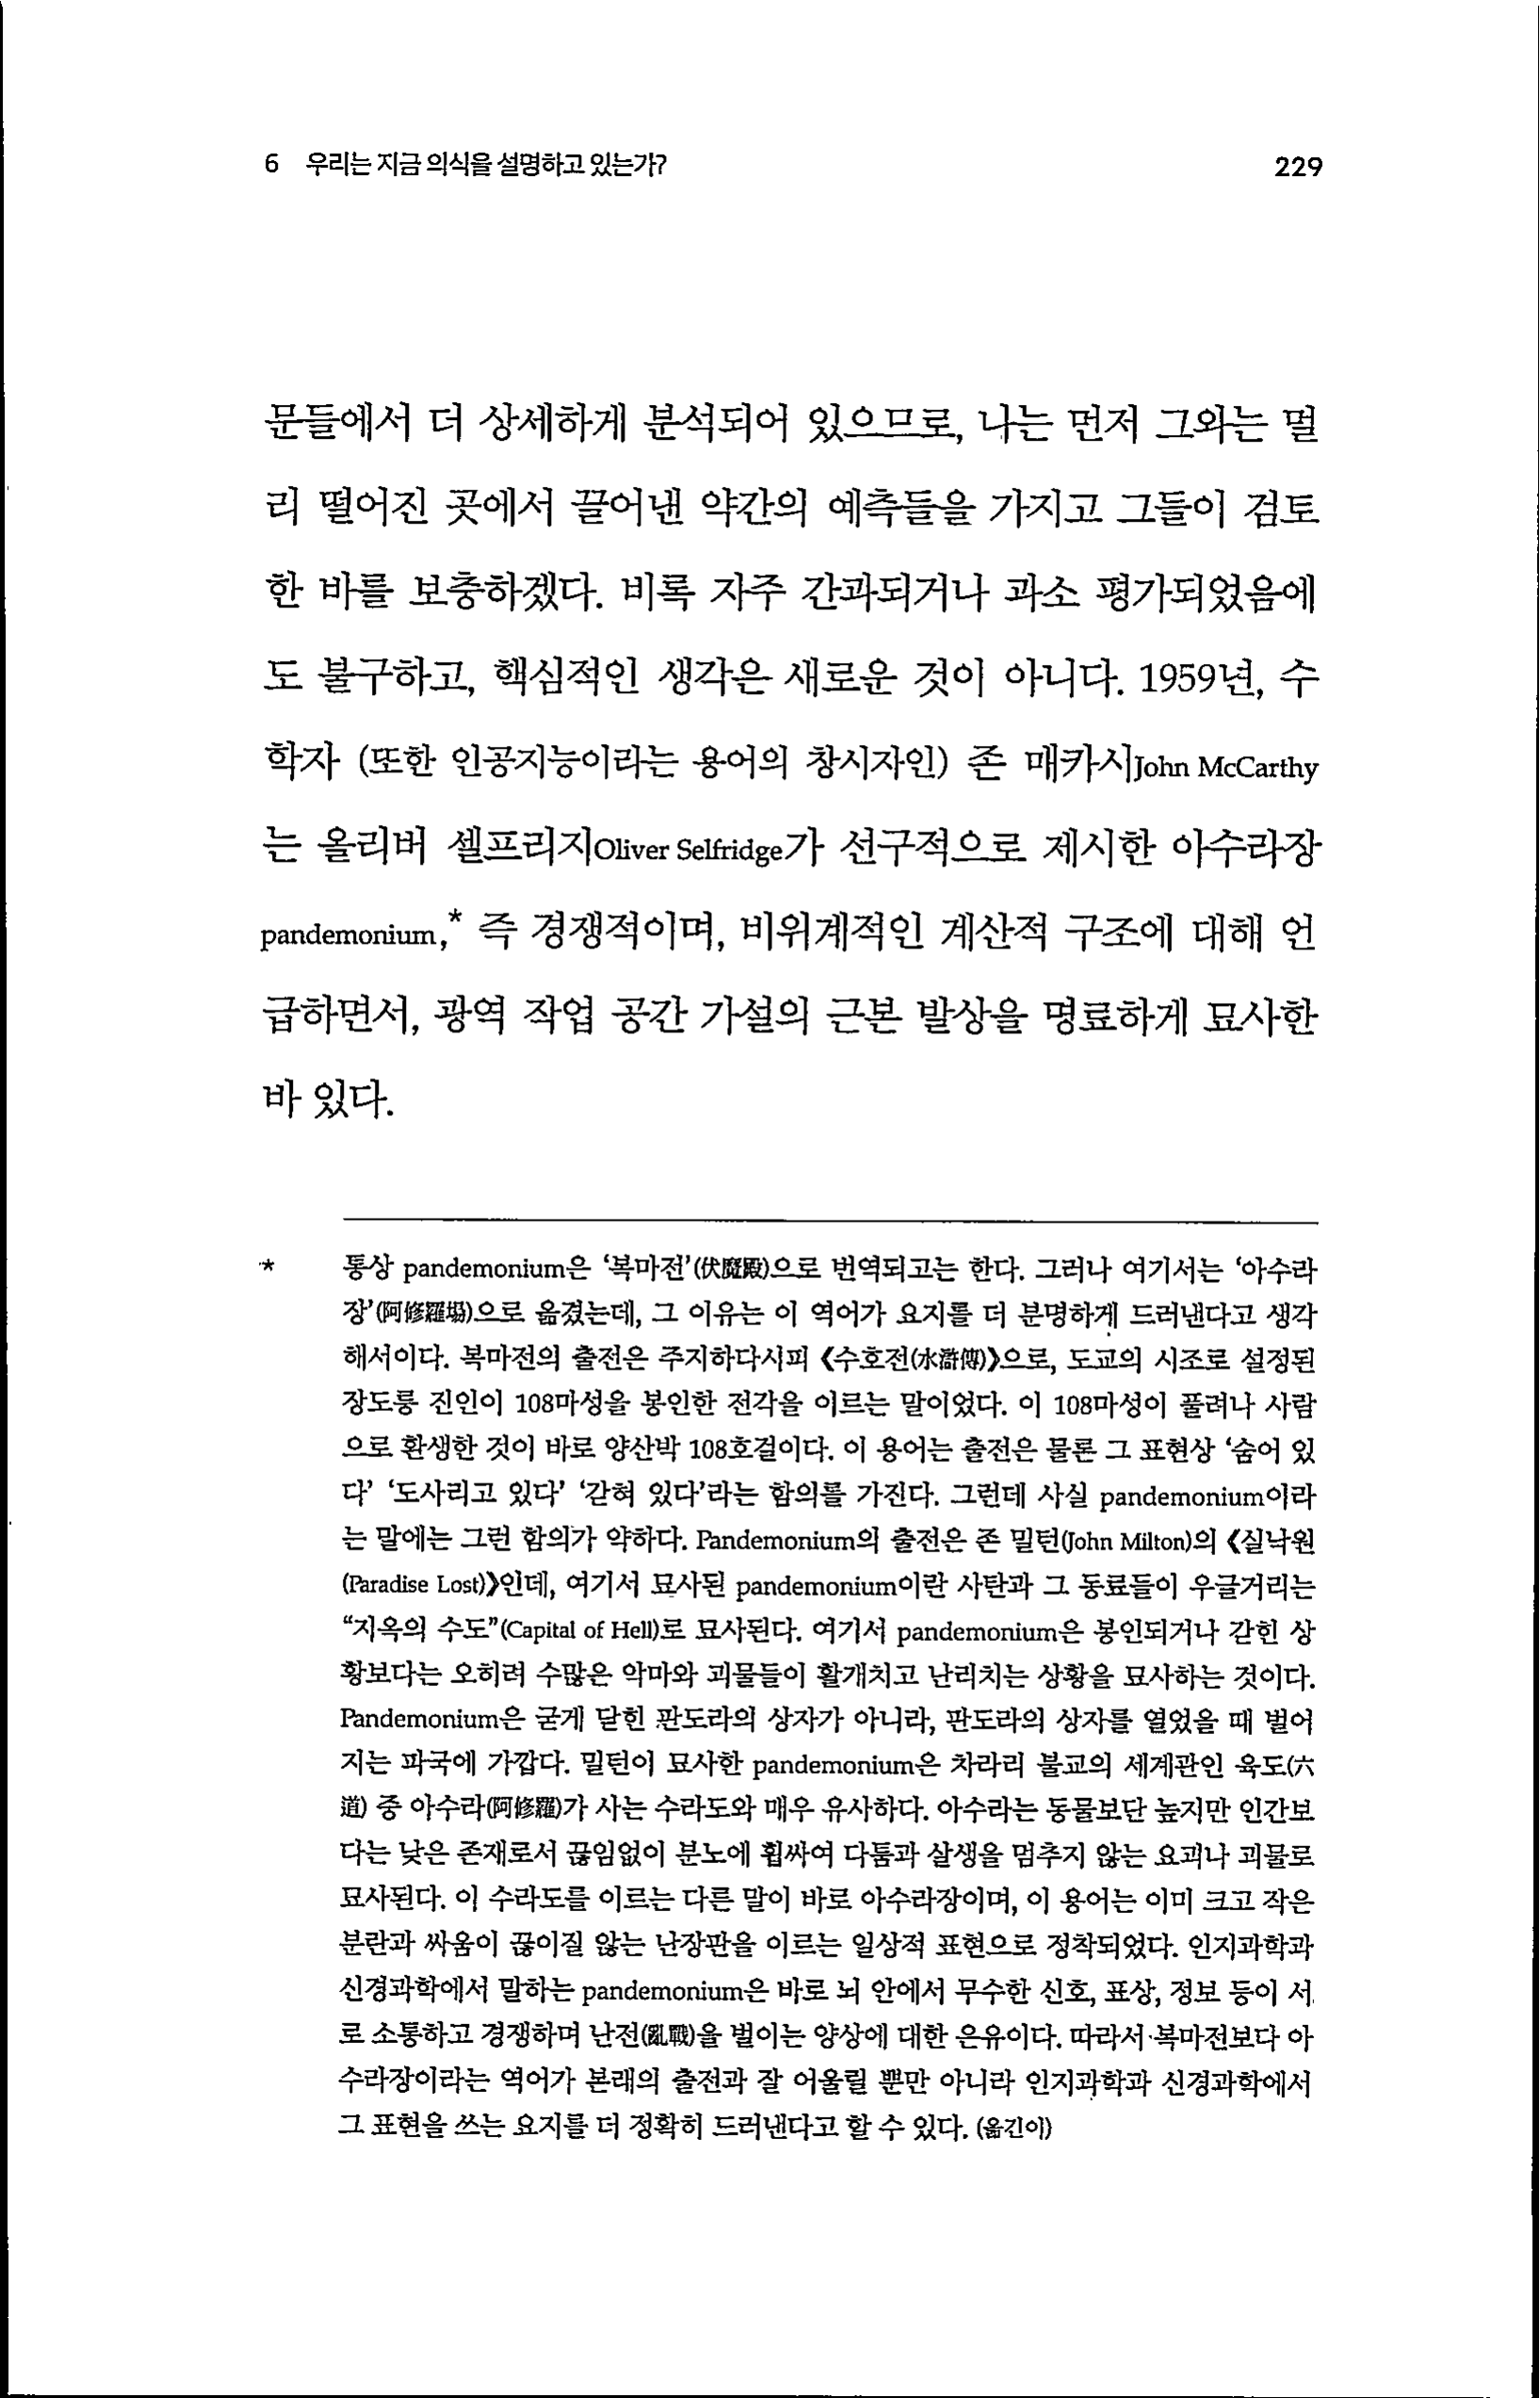 6 우리는 지금 의식을 설명하고 있는가?
229
문들에서 더 상세하게 분석되어 있으므로, 나는 먼저 그와는 멀
리 떨어진 곳에서 끌어낸 약간의 예측들을 가지고 그들이 검토
한 바를 보충하겠다. 비록 자주 간과되거나 과소 평가되었음에
도 불구하고, 핵심적인 생각은 새로운 것이 아니다. 1959년, 수
학자 (또한 인공지능이라는 용어의 창시자인) 존 매카시John McCarthy
는 올리버 셀프리지Oliver Selfridge가 선구적으로 제시한 아수라장
pandemonium,* 즉 경쟁적이며, 비위계적인 계산적 구조에 대해 언
급하면서, 광역 작업 공간 가설의 근본 발상을 명료하게 묘사한
바 있다.
* 통상 pandemonium은 ‘복마전’(伏魔殿)으로 번역되고는 한다. 그러나 여기서는 ‘아수라
장’(阿修羅場)으로 옮겼는데, 그 이유는 이 역어가 요지를 더 분명하게 드러낸다고 생각
해서이다. 복마전의 출전은 주지하다시피 《수호전(水滸傳)》으로, 도교의 시조로 설정된
장도릉 진인이 108마성을 봉인한 전각을 이르는 말이었다. 이 108마성이 풀려나 사람
으로 환생한 것이 바로 양산박 108호걸이다. 이 용어는 출전은 물론 그 표현상 ‘숨어 있
다’ ‘도사리고 있다’ ‘갇혀 있다’라는 함의를 가진다. 그런데 사실 pandemonium이라
는 말에는 그런 함의가 약하다. Pandemonium의 출전은 존 밀턴(John Milton)의 《실낙원
(Paradise Lost)》인데, 여기서 묘사된 pandemonium이란 사탄과 그 동료들이 우글거리는
“지옥의 수도”(Capital of Hell)로 묘사된다. 여기서 pandemonium은 봉인되거나 갇힌 상
황보다는 오히려 수많은 악마와 괴물들이 활개치고 난리치는 상황을 묘사하는 것이다.
Pandemonium은 굳게 닫힌 판도라의 상자가 아니라, 판도라의 상자를 열었을 때 벌어
지는 파국에 가깝다. 밀턴이 묘사한 pandemonium은 차라리 불교의 세계관인 육도(六
道) 중 아수라(阿修羅)가 사는 수라도와 매우 유사하다. 아수라는 동물보단 높지만 인간보
다는 낮은 존재로서 끊임없이 분노에 휩싸여 다툼과 살생을 멈추지 않는 요괴나 괴물로
묘사된다. 이 수라도를 이르는 다른 말이 바로 아수라장이며, 이 용어는 이미 크고 작은
분란과 싸움이 끊이질 않는 난장판을 이르는 일상적 표현으로 정착되었다. 인지과학과
신경과학에서 말하는 pandemonium은 바로 뇌 안에서 무수한 신호, 표상, 정보 등이 서
로 소통하고 경쟁하며 난전(亂戰)을 벌이는 양상에 대한 은유이다. 따라서 복마전보다 아
수라장이라는 역어가 본래의 출전과 잘 어울릴 뿐만 아니라 인지과학과 신경과학에서
그 표현을 쓰는 요지를 더 정확히 드러낸다고 할 수 있다. (옮긴이)